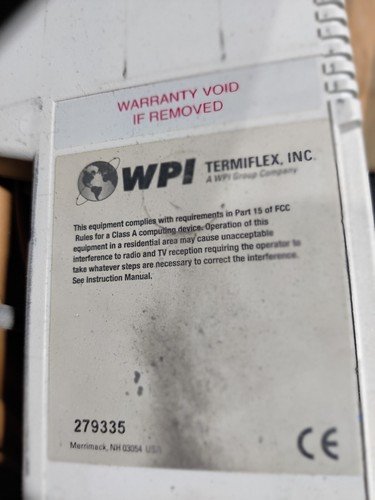 WARRANTY VOID
IF REMOVED
WPI TERMIFLEX, INC.
A WPI Group Company
This equipment complies with requirements in Part 15 of FCC
Rules for a Class A computing device. Operation of this
equipment in a residential area may cause unacceptable
interference to radio and TV reception requiring the operator to
take whatever steps are necessary to correct the interference.
See Instruction Manual.
279335
Merrimack, NH 03054 USA
CE